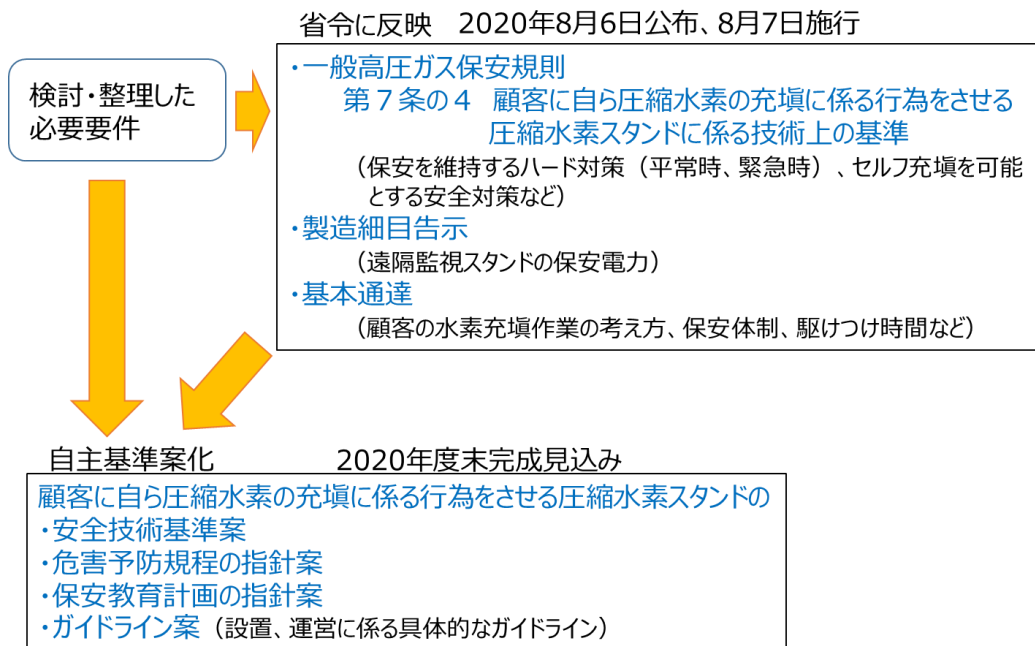 省令に反映 2020年8月6日公布、8月7日施行
検討・整理した
必要要件
・一般高圧ガス保安規則
第7条の4 顧客に自ら圧縮水素の充塡に係る行為をさせる
圧縮水素スタンドに係る技術上の基準
（保安を維持するハード対策（平常時、緊急時）、セルフ充塡を可能
とする安全対策など）
・製造細目告示
（遠隔監視スタンドの保安電力）
・基本通達
（顧客の水素充塡作業の考え方、保安体制、駆けつけ時間など）
自主基準案化 2020年度末完成見込み
顧客に自ら圧縮水素の充塡に係る行為をさせる圧縮水素スタンドの
・安全技術基準案
・危害予防規程の指針案
・保安教育計画の指針案
・ガイドライン案（設置、運営に係る具体的なガイドライン）